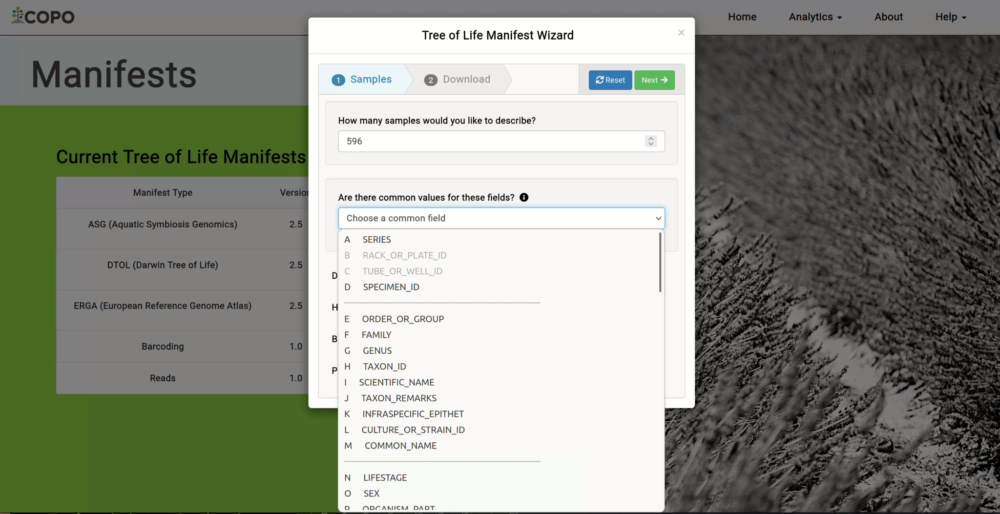 COPO
Home
Analytics
About
Help
Manifests
Current Tree of Life Manifests
Manifest Type
ASG (Aquatic Symbiosis Genomics)
2.5
DTOL (Darwin Tree of Life)
2.5
ERGA (European Reference Genome Atlas)
2.5
Barcoding
1.0
Reads
1.0
Tree of Life Manifest Wizard
×
1 Samples
2 Download
Reset
Next
How many samples would you like to describe?
596
Are there common values for these fields?
Choose a common field
A SERIES
B RACK_OR_PLATE_ID
C TUBE_OR_WELL_ID
D SPECIMEN_ID
E ORDER_OR_GROUP
F FAMILY
G GENUS
H TAXON_ID
I SCIENTIFIC_NAME
J TAXON_REMARKS
K INFRASPECIFIC_EPITHET
L CULTURE_OR_STRAIN_ID
M COMMON_NAME
N LIFESTAGE
O SEX
P ORGANISM_PART